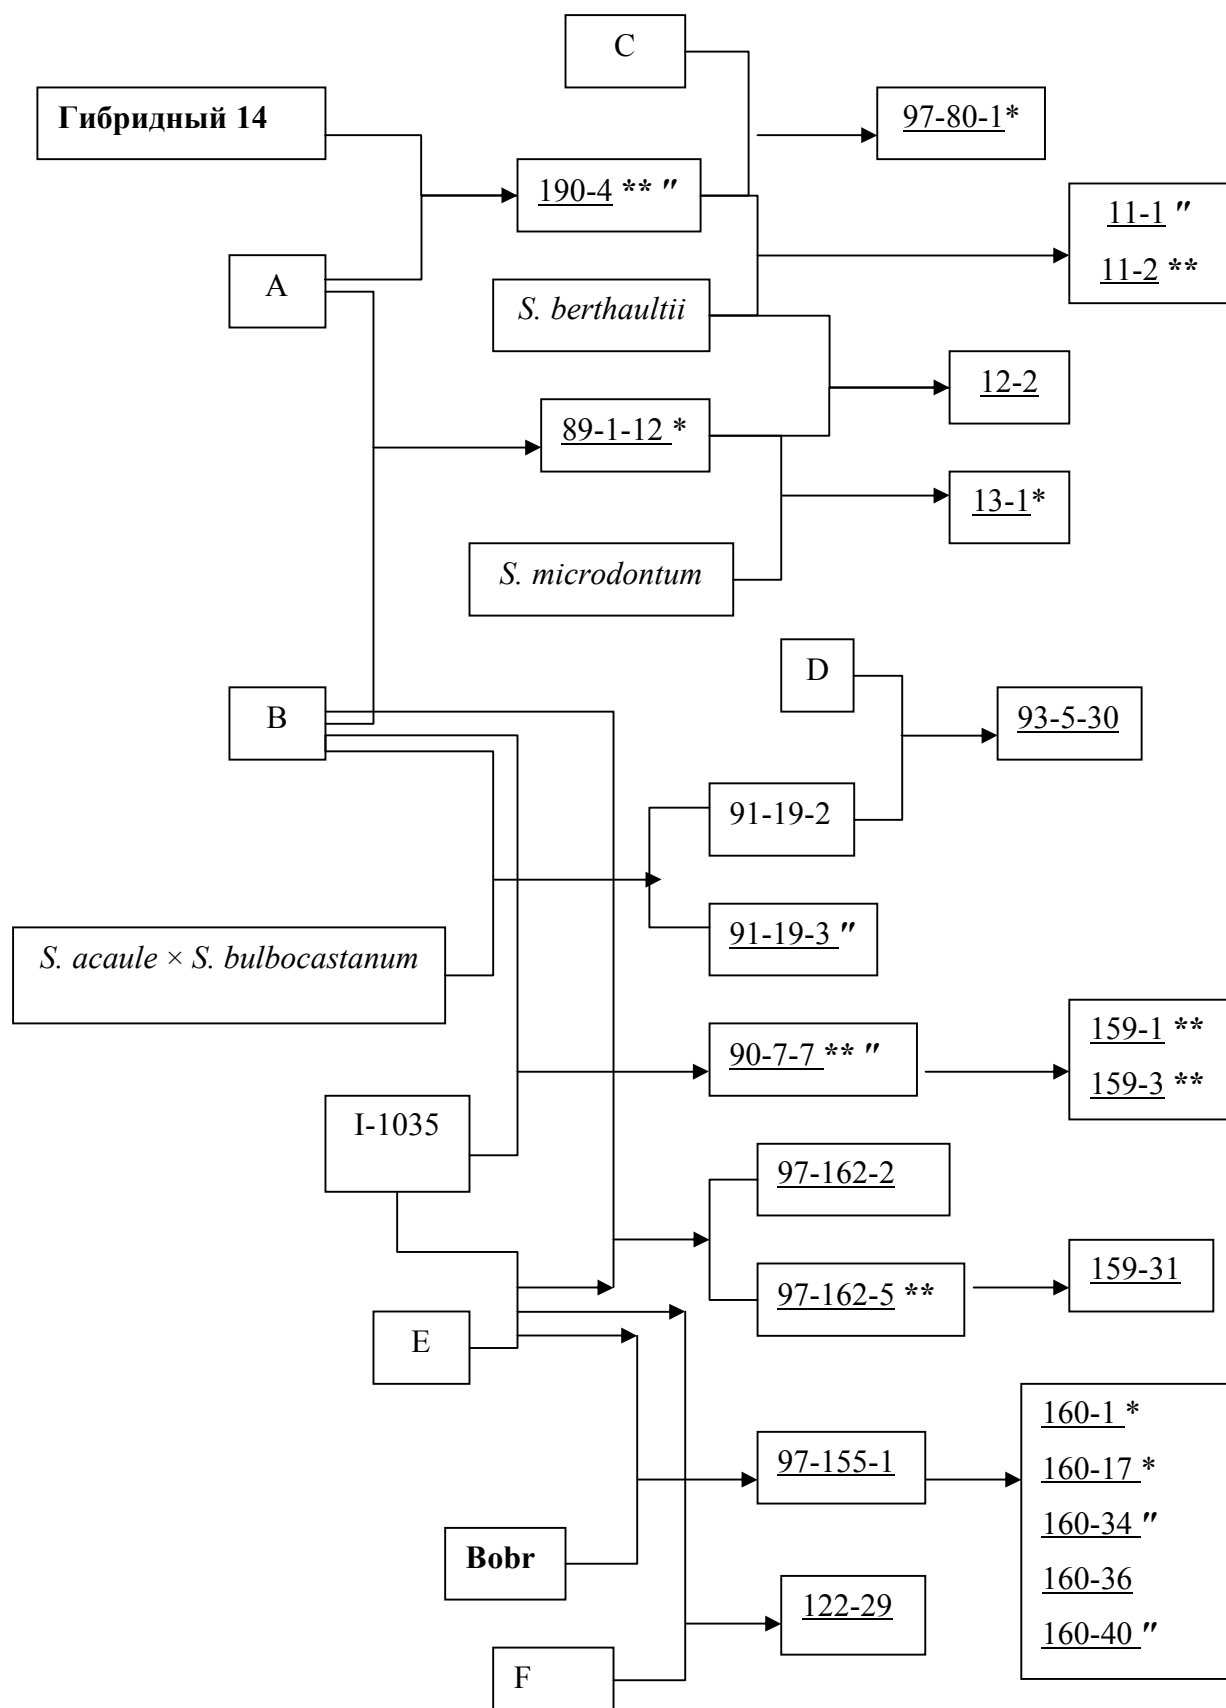 C
Гибридный 14
97-80-1*
190-4 ** "
11-1 "
11-2 **
A
S. berthaultii
12-2
89-1-12 *
13-1*
S. microdontum
D
B
93-5-30
91-19-2
91-19-3 "
S. acaule × S. bulbocastanum
159-1 **
159-3 **
90-7-7 ** "
I-1035
97-162-2
159-31
97-162-5 **
E
160-1 *
160-17 *
160-34 "
160-36
160-40 "
97-155-1
Bobr
122-29
F